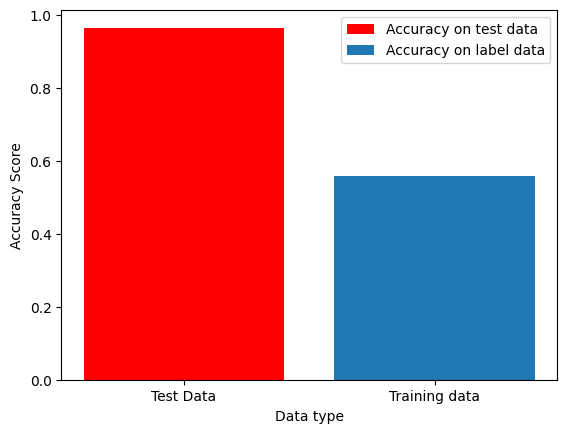 Accuracy on test data
Accuracy on label data
1.0
0.8
0.6
0.4
0.2
0.0
Accuracy Score
Test Data
Training data
Data type